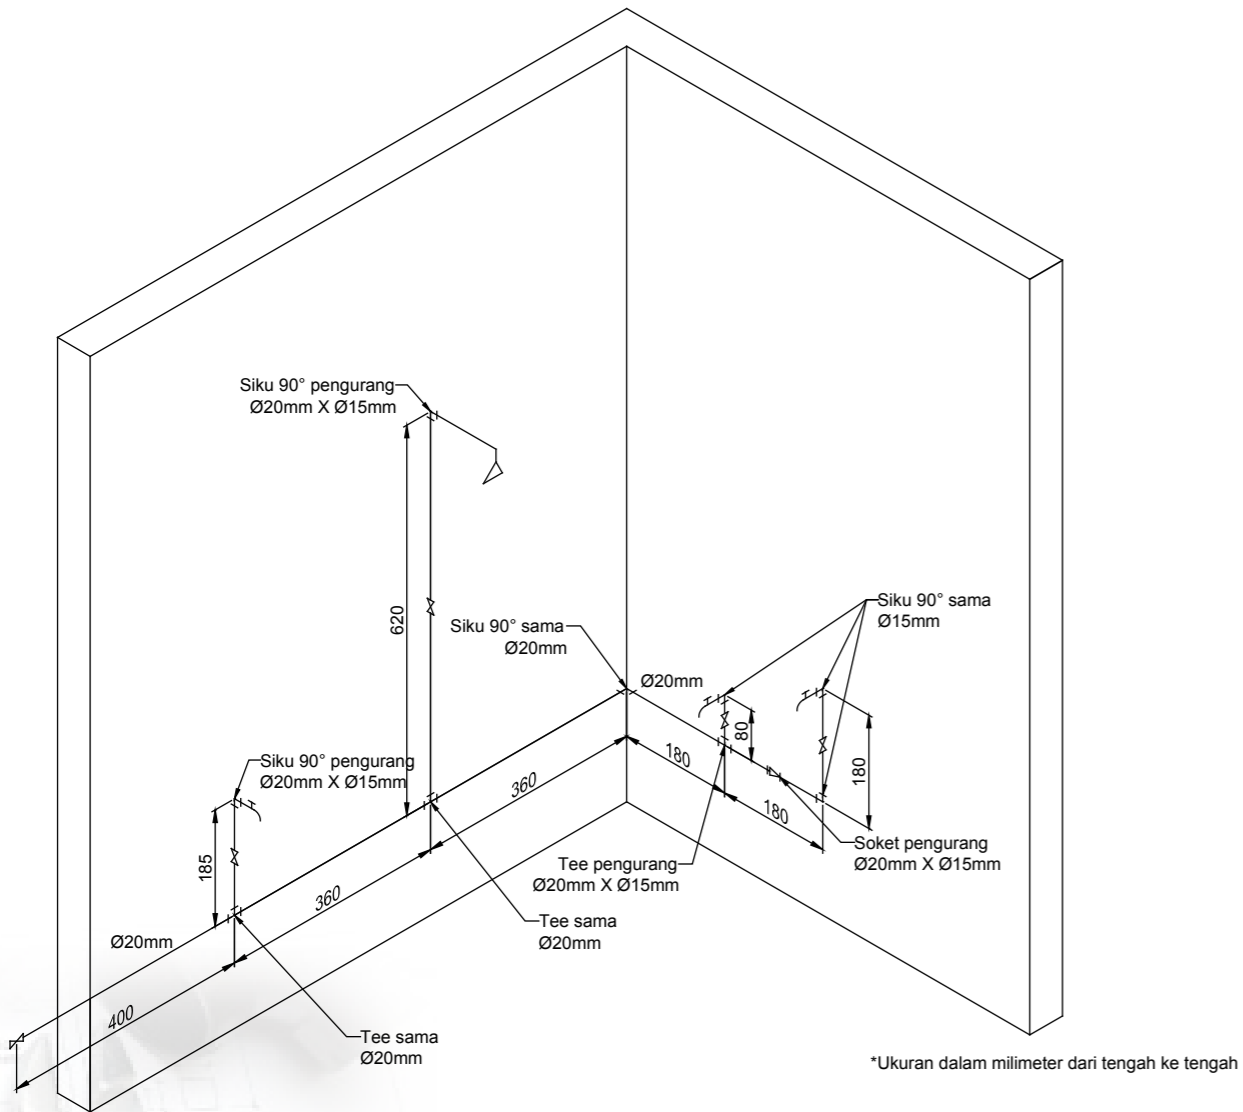 Siku 90° pengurang
Ø20mm X Ø15mm
620
Siku 90° sama
Ø20mm
Siku 90° sama
Ø15mm
Ø20mm
80
180
180
180
360
Siku 90° pengurang
Ø20mm X Ø15mm
185
360
Soket pengurang
Ø20mm X Ø15mm
Tee pengurang
Ø20mm X Ø15mm
Tee sama
Ø20mm
Ø20mm
400
Tee sama
Ø20mm
*Ukuran dalam milimeter dari tengah ke tengah